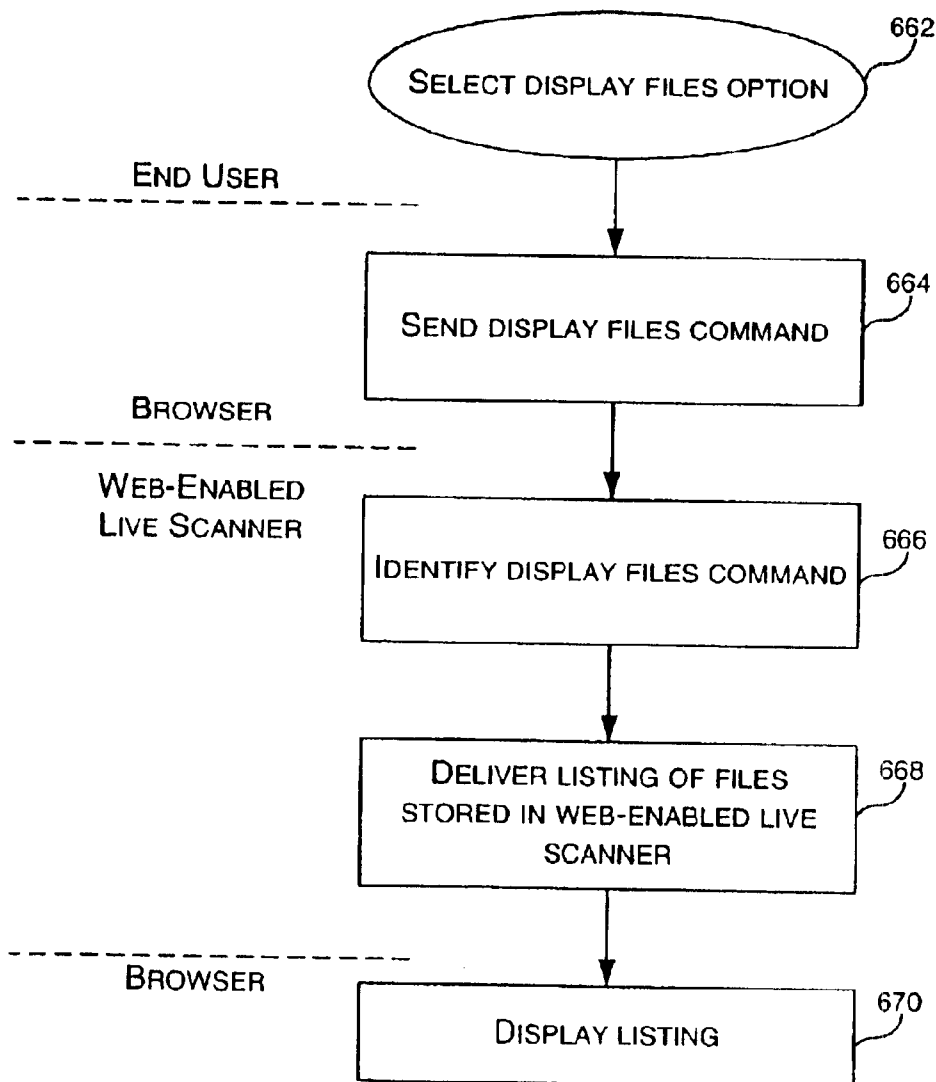 662
SELECT DISPLAY FILES OPTION
END USER
664
SEND DISPLAY FILES COMMAND
BROWSER
WEB-ENABLED
LIVE SCANNER
666
IDENTIFY DISPLAY FILES COMMAND
668
DELIVER LISTING OF FILES
STORED IN WEB-ENABLED LIVE
SCANNER
BROWSER
670
DISPLAY LISTING